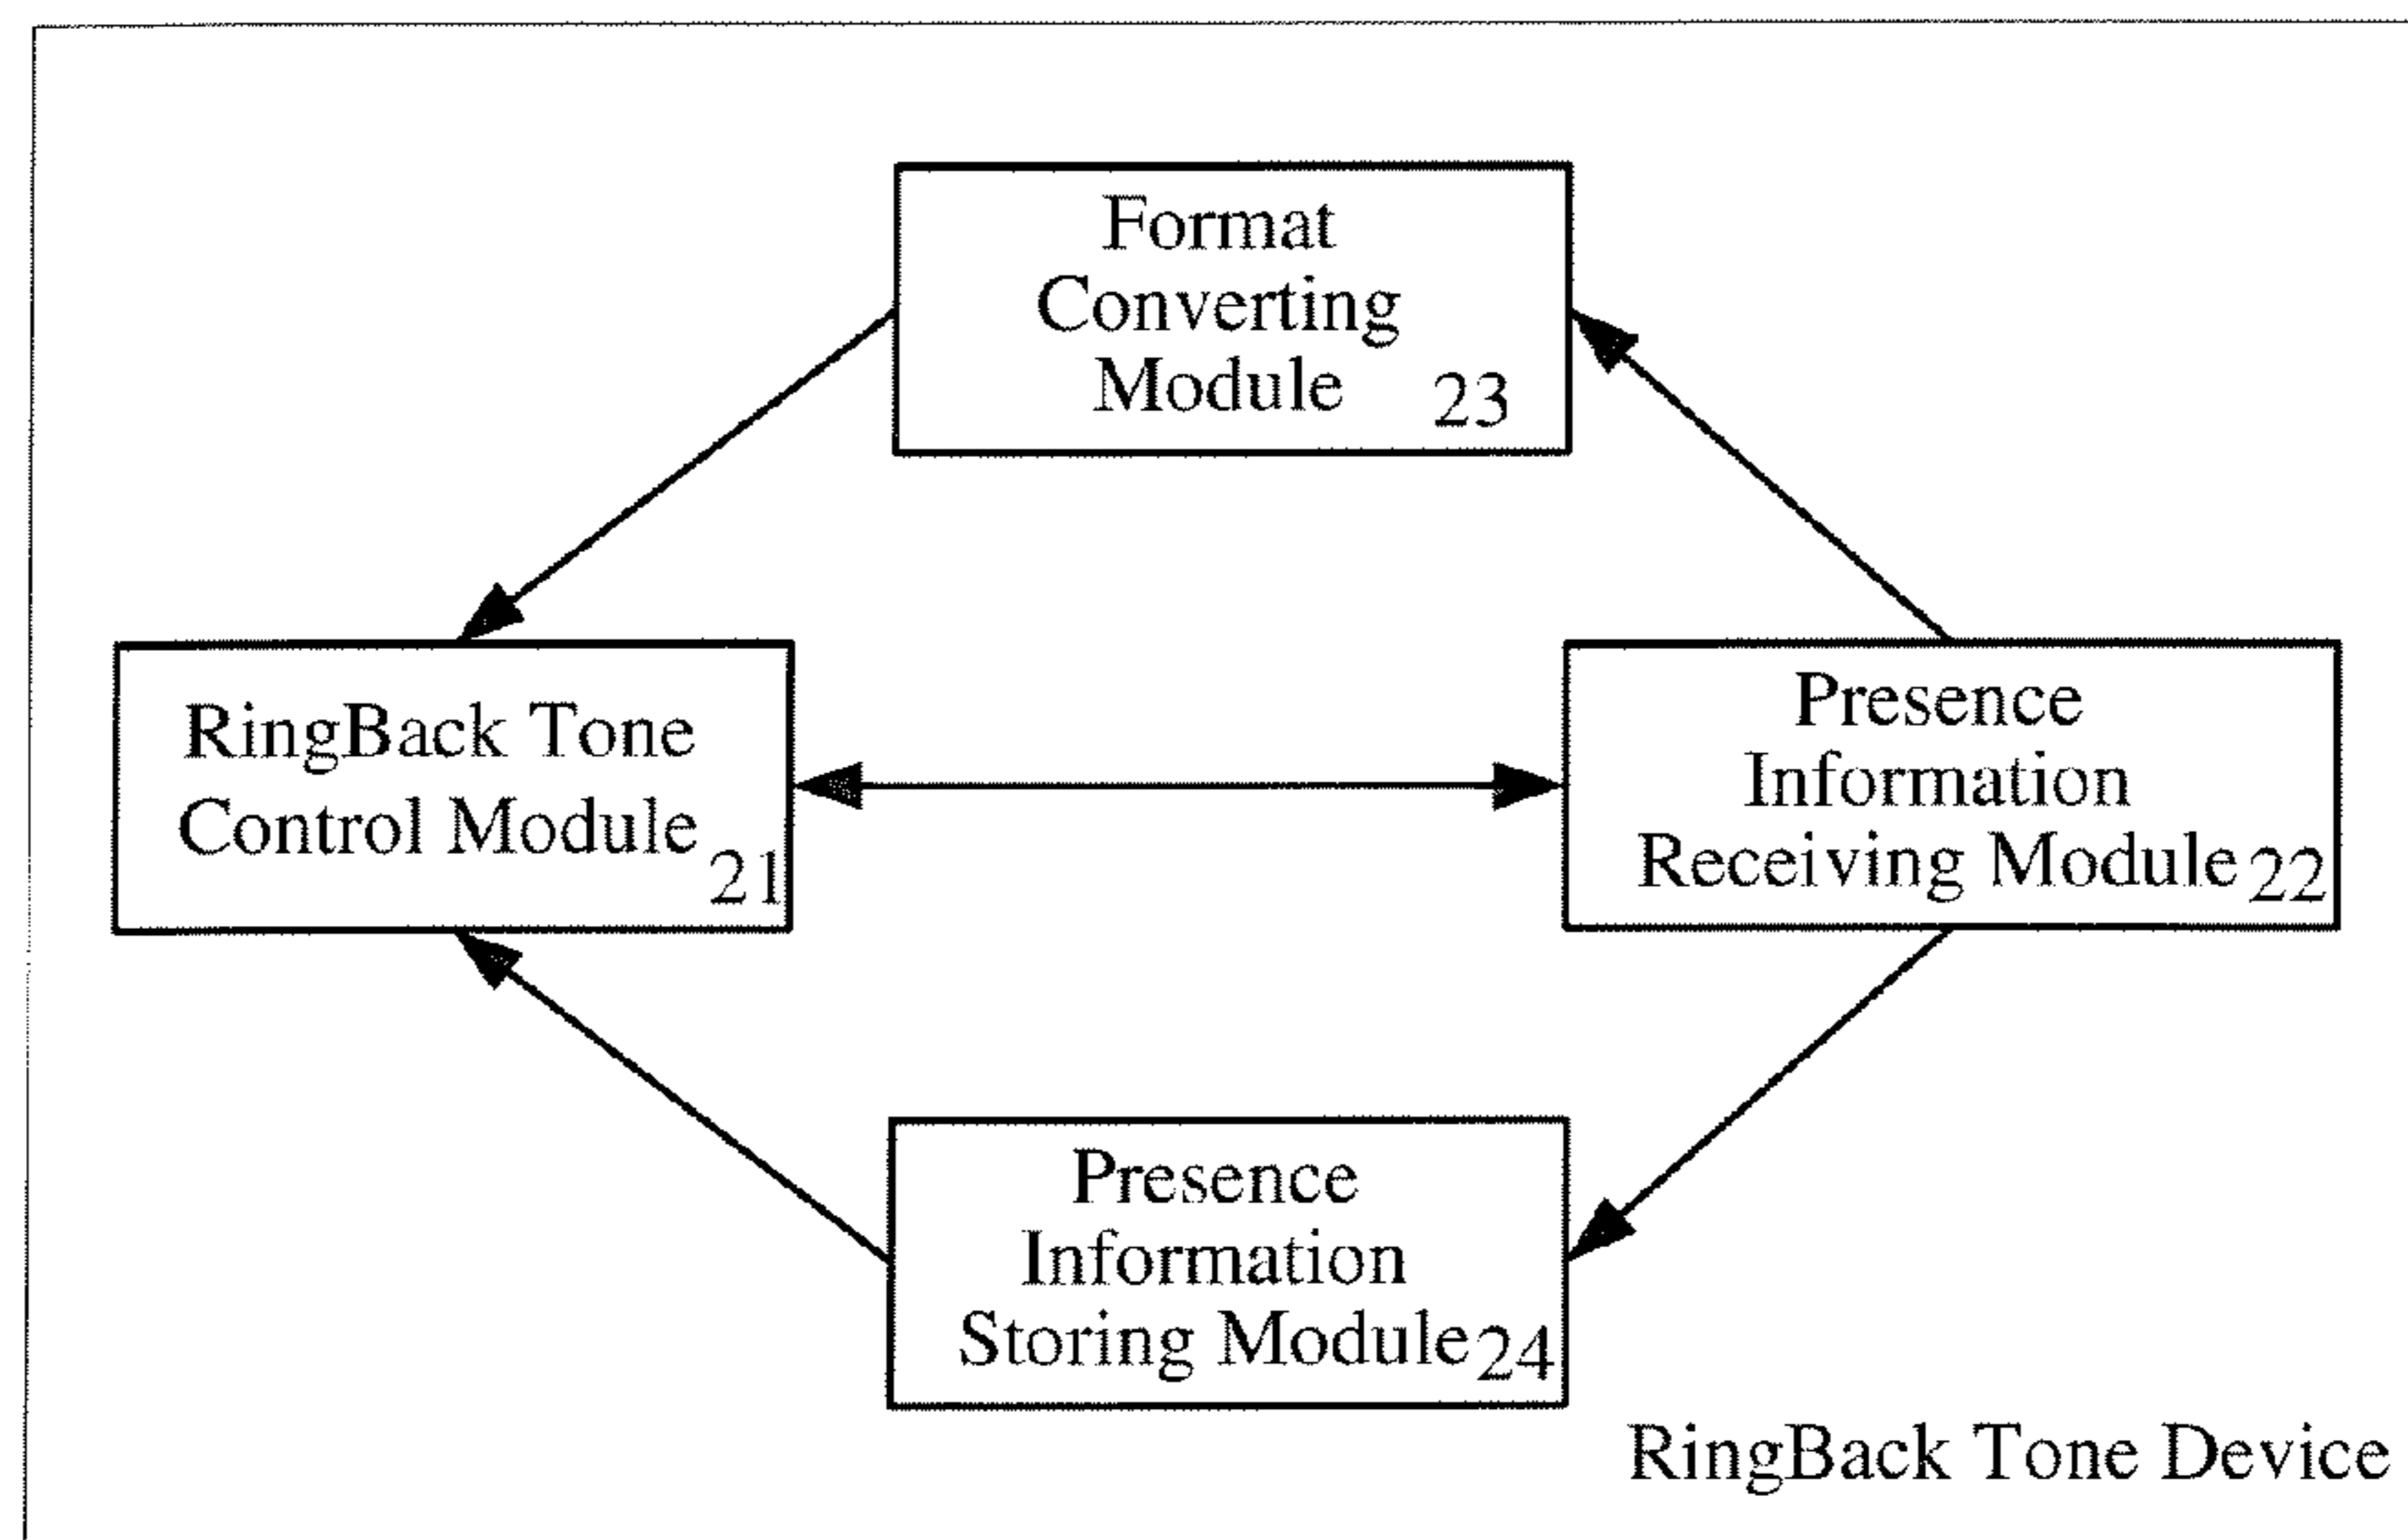 Format
Converting
Module 23
RingBack Tone
Control Module 21
Presence
Information
Receiving Module 22
Presence
Information
Storing Module 24
RingBack Tone Device